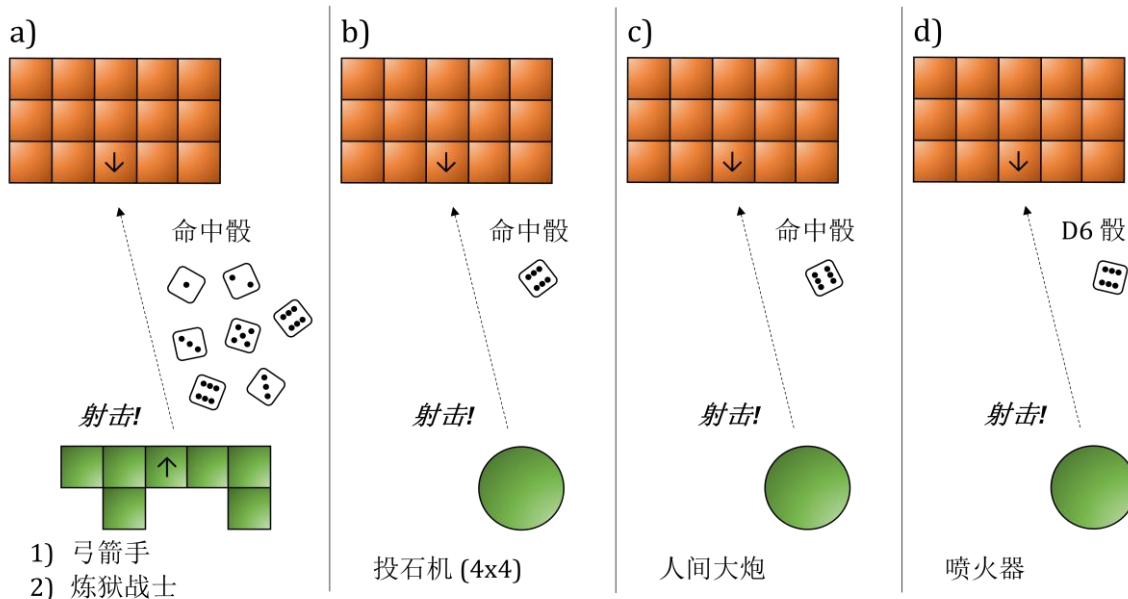 a)
命中骰
射击!
1) 弓箭手
2) 炼狱战士
b)
命中骰
射击!
投石机 (4x4)
c)
命中骰
射击!
人间大炮
d)
D6 骰
射击!
喷火器